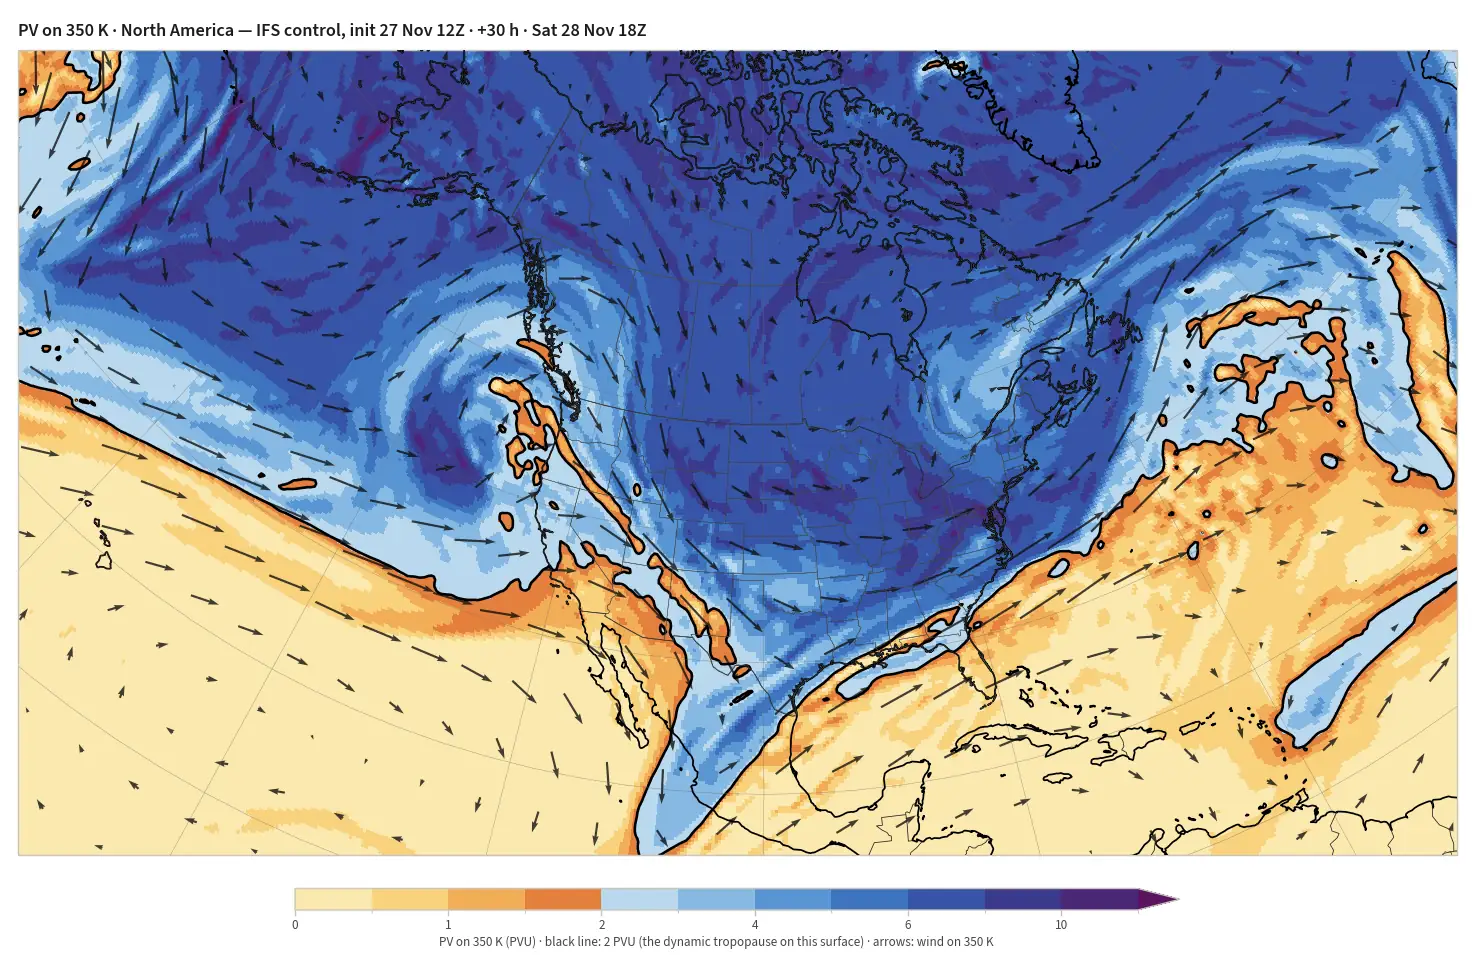 PV on 350 K · North America — IFS control, init 27 Nov 12Z · +30 h · Sat 28 Nov 18Z
0 1 2 4 6 10
PV on 350 K (PVU) · black line: 2 PVU (the dynamic tropopause on this surface) · arrows: wind on 350 K